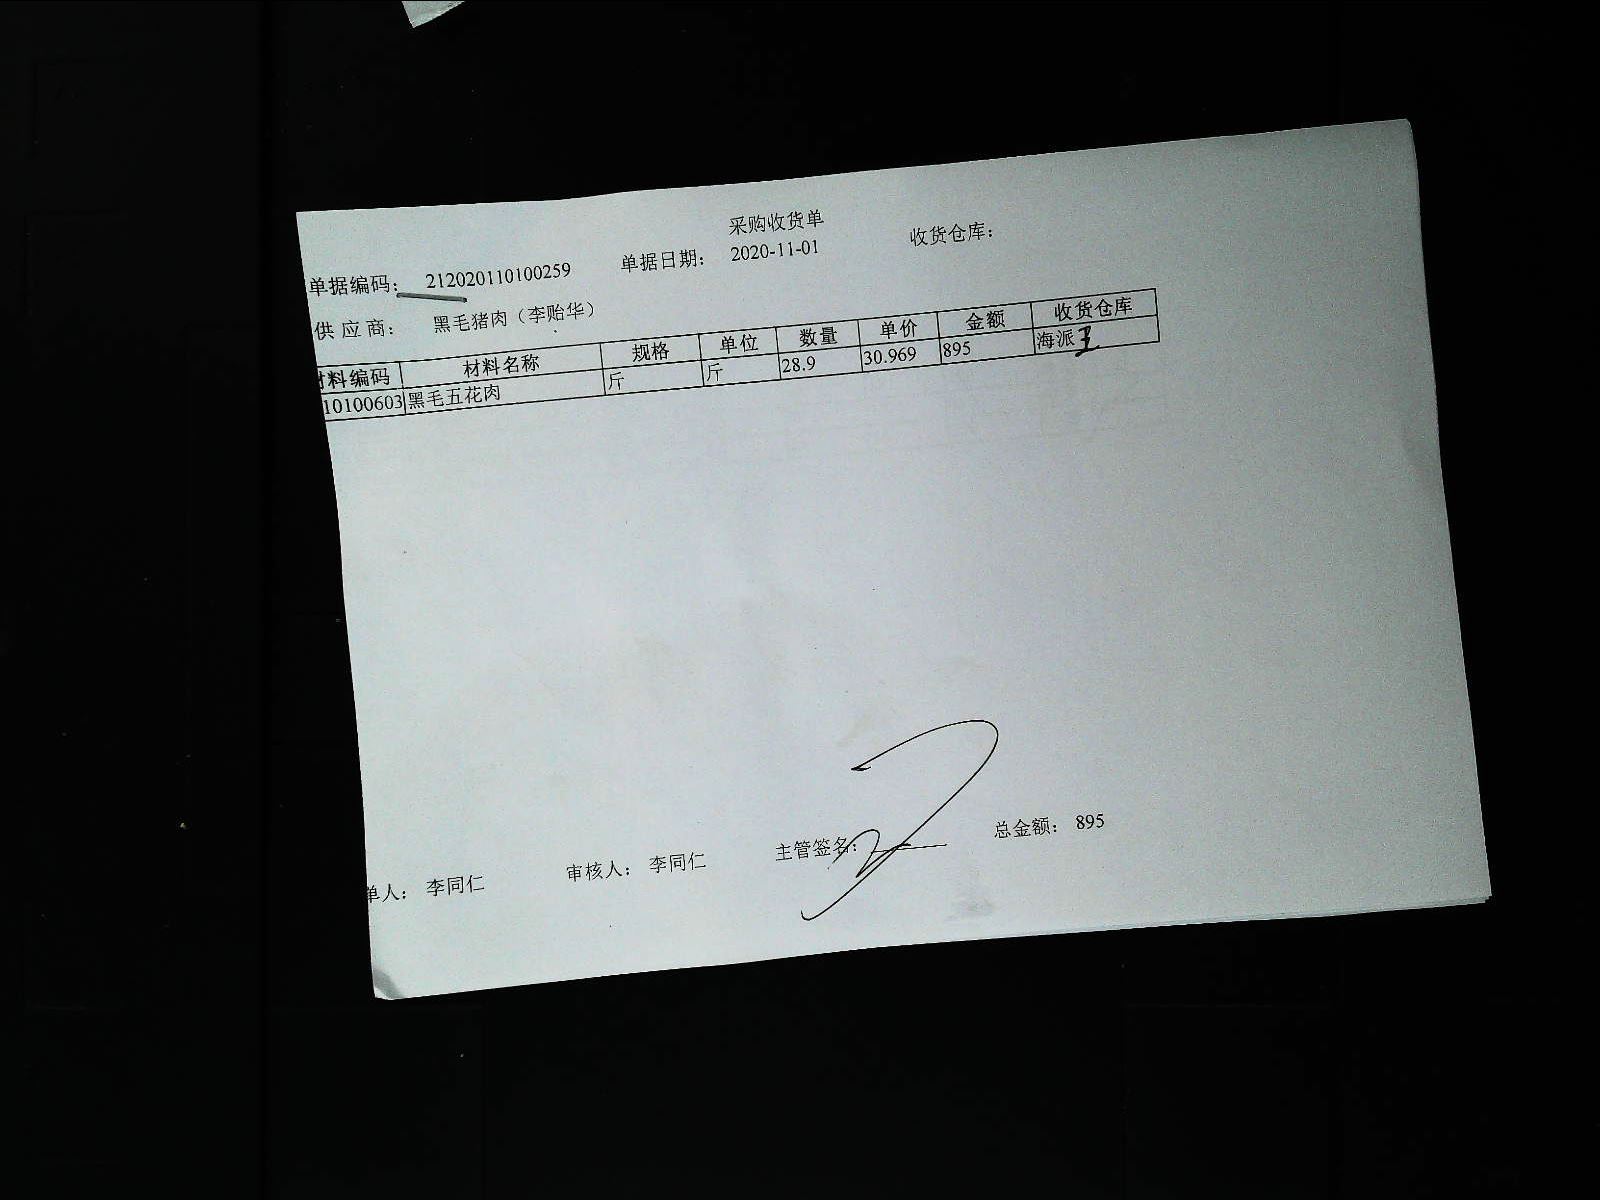 采购收货单
单据编码： 212020110100259 单据日期： 2020-11-01 收货仓库：
供 应 商： 黑毛猪肉（李贻华）
材料编码 材料名称 规格 单位 数量 单价 金额 收货仓库
10100603 黑毛五花肉 斤 斤 28.9 30.969 895 海派王
单人： 李同仁 审核人： 李同仁 主管签名： 总金额： 895